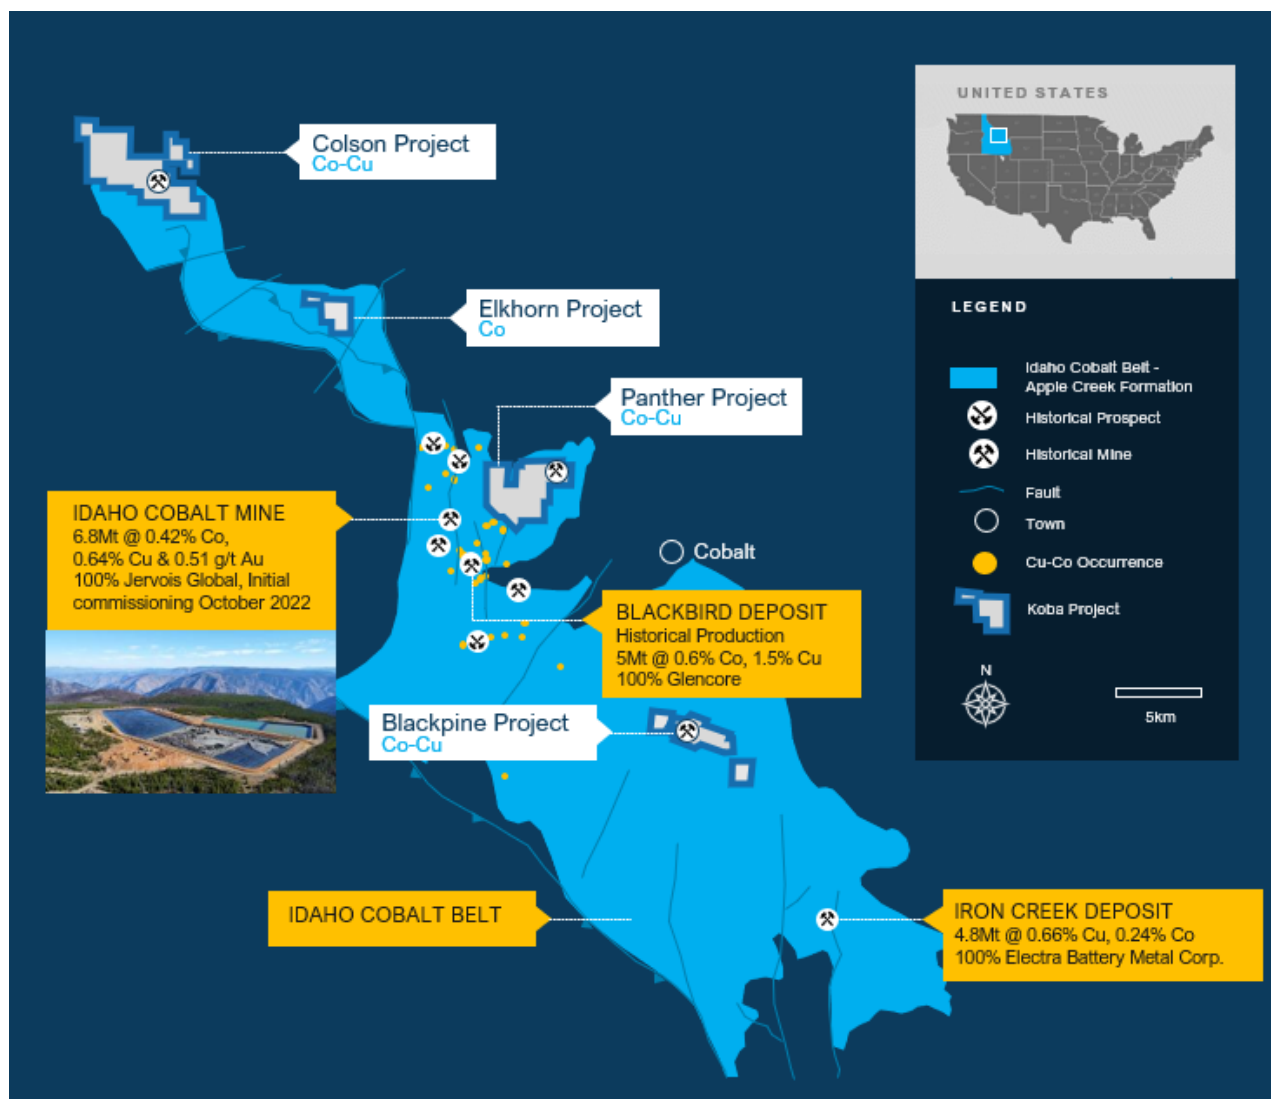 UNITED STATES
Colson Project
Co-Cu
Elkhorn Project
Co
Panther Project
Co-Cu
IDAHO COBALT MINE
6.8Mt @ 0.42% Co,
0.64% Cu & 0.51 g/t Au
100% Jervois Global, Initial
commissioning October 2022
Cobalt
BLACKBIRD DEPOSIT
Historical Production
5Mt @ 0.6% Co, 1.5% Cu
100% Glencore
Blackpine Project
Co-Cu
IDAHO COBALT BELT
IRON CREEK DEPOSIT
4.8Mt @ 0.66% Cu, 0.24% Co
100% Electra Battery Metal Corp.
LEGEND
Idaho Cobalt Belt -
Apple Creek Formation
Historical Prospect
Historical Mine
Fault
Town
Cu-Co Occurrence
Koba Project
N
5km